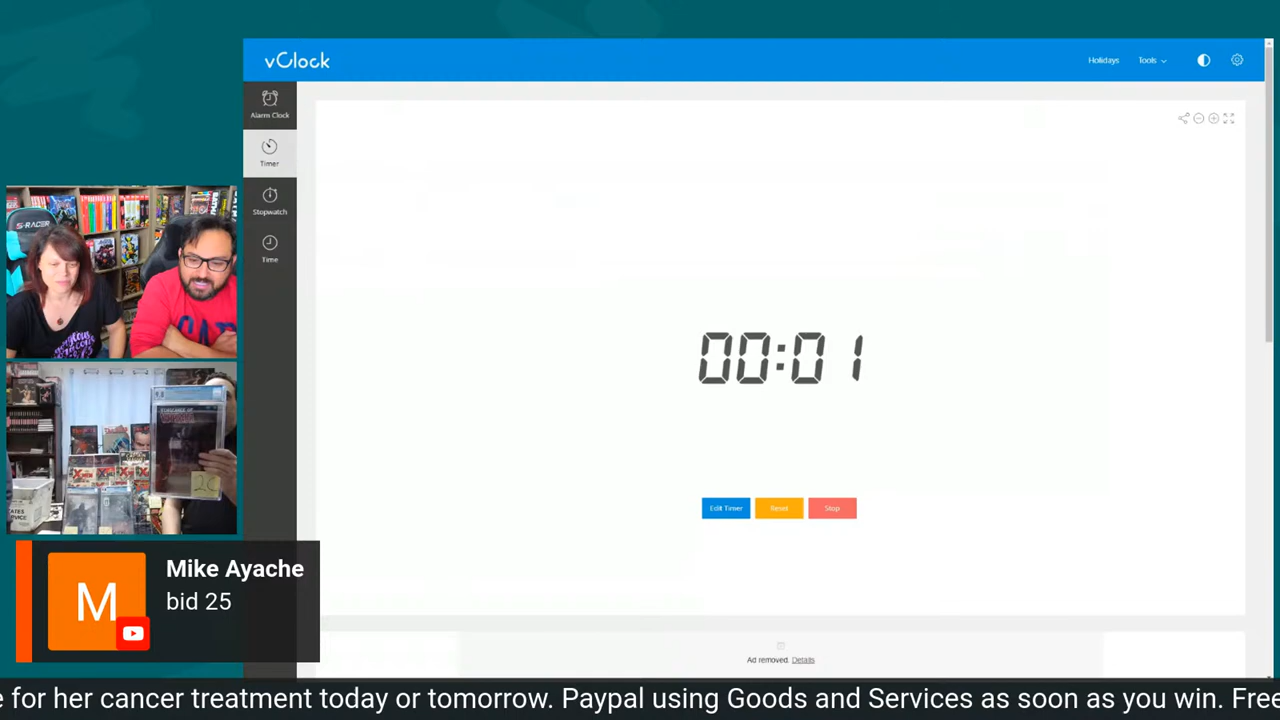 vClock
Holidays
Tools
Alarm Clock
Timer
Stopwatch
Time
S-RACER
00:01
Edit Timer
Reset
Stop
Mike Ayache
M
bid 25
Ad removed. Details
e for her cancer treatment today or tomorrow. Paypal using Goods and Services as soon as you win. Free